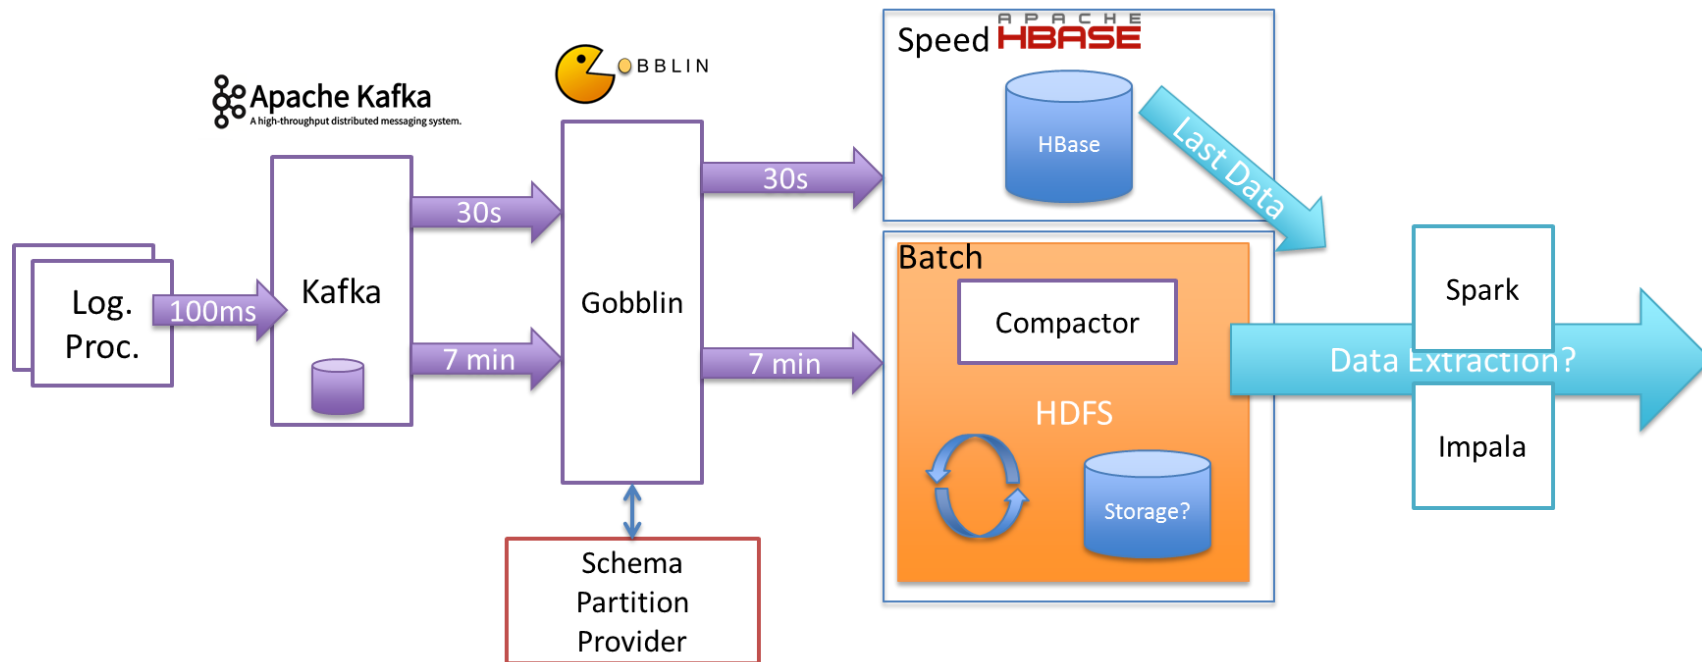 APACHE
HBASE
Speed
BBLIN
Apache Kafka
A high-throughput distributed messaging system.
HBase
Last Data
30s
30s
Log.
Proc.
100ms
Kafka
Gobblin
Batch
Compactor
Spark
7 min
7 min
Data Extraction?
HDFS
Impala
Storage?
Schema
Partition
Provider